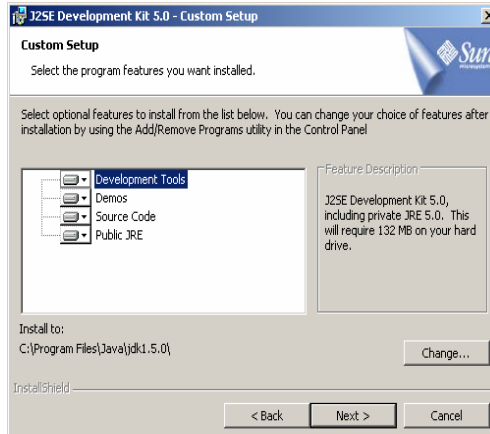 J2SE Development Kit 5.0 - Custom Setup
Custom Setup
Select the program features you want installed.
Sun
microsystems
Select optional features to install from the list below. You can change your choice of features after
installation by using the Add/Remove Programs utility in the Control Panel
Development Tools
Demos
Source Code
Public JRE
Feature Description
J2SE Development Kit 5.0,
including private JRE 5.0. This
will require 132 MB on your hard
drive.
Install to:
C:\Program Files\Java\jdk1.5.0\
Change...
InstallShield
< Back
Next >
Cancel